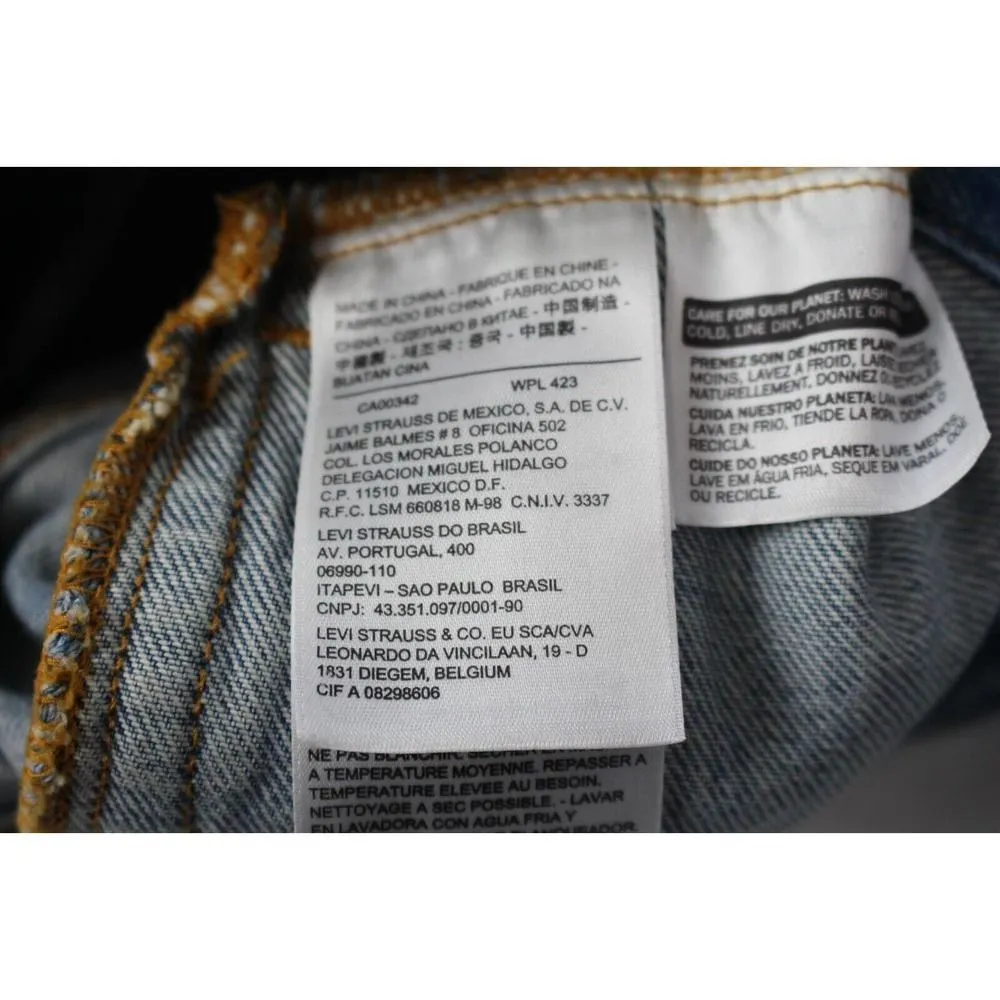 MADE IN CHINA - FABRIQUE EN CHINE -
FABRICADO EN CHINA - FABRICADO NA
CHINA - СДЕЛАНО В КИТАЕ - 中国制造 -
中國製 - 제조국 : 중국 - 中国製 -
BUATAN CINA
CA00342 WPL 423
LEVI STRAUSS DE MEXICO, S.A. DE C.V.
JAIME BALMES # 8 OFICINA 502
COL. LOS MORALES POLANCO
DELEGACION MIGUEL HIDALGO
C.P. 11510 MEXICO D.F.
R.F.C. LSM 660818 M-98 C.N.I.V. 3337
LEVI STRAUSS DO BRASIL
AV. PORTUGAL, 400
06990-110
ITAPEVI – SAO PAULO BRASIL
CNPJ: 43.351.097/0001-90
LEVI STRAUSS & CO. EU SCA/CVA
LEONARDO DA VINCILAAN, 19 - D
1831 DIEGEM, BELGIUM
CIF A 08298606
NE PAS BLANCHIR. SECHER EN
A TEMPERATURE MOYENNE. REPASSER A
TEMPERATURE ELEVEE AU BESOIN.
NETTOYAGE A SEC POSSIBLE. - LAVAR
EN LAVADORA CON AGUA FRIA Y
CARE FOR OUR PLANET: WASH
COLD, LINE DRY, DONATE OR
PRENEZ SOIN DE NOTRE
MOINS, LAVEZ A FROID,
NATURELLEMENT, DONNEZ
CUIDA NUESTRO PLANETA: LAVA MENOS,
LAVA EN FRIO, TIENDE LA ROPA, DONA O
RECICLA.
CUIDE DO NOSSO PLANETA: LAVE MENOS,
LAVE EM ÁGUA FRIA, SEQUE EM VARAL, DOE
OU RECICLE.